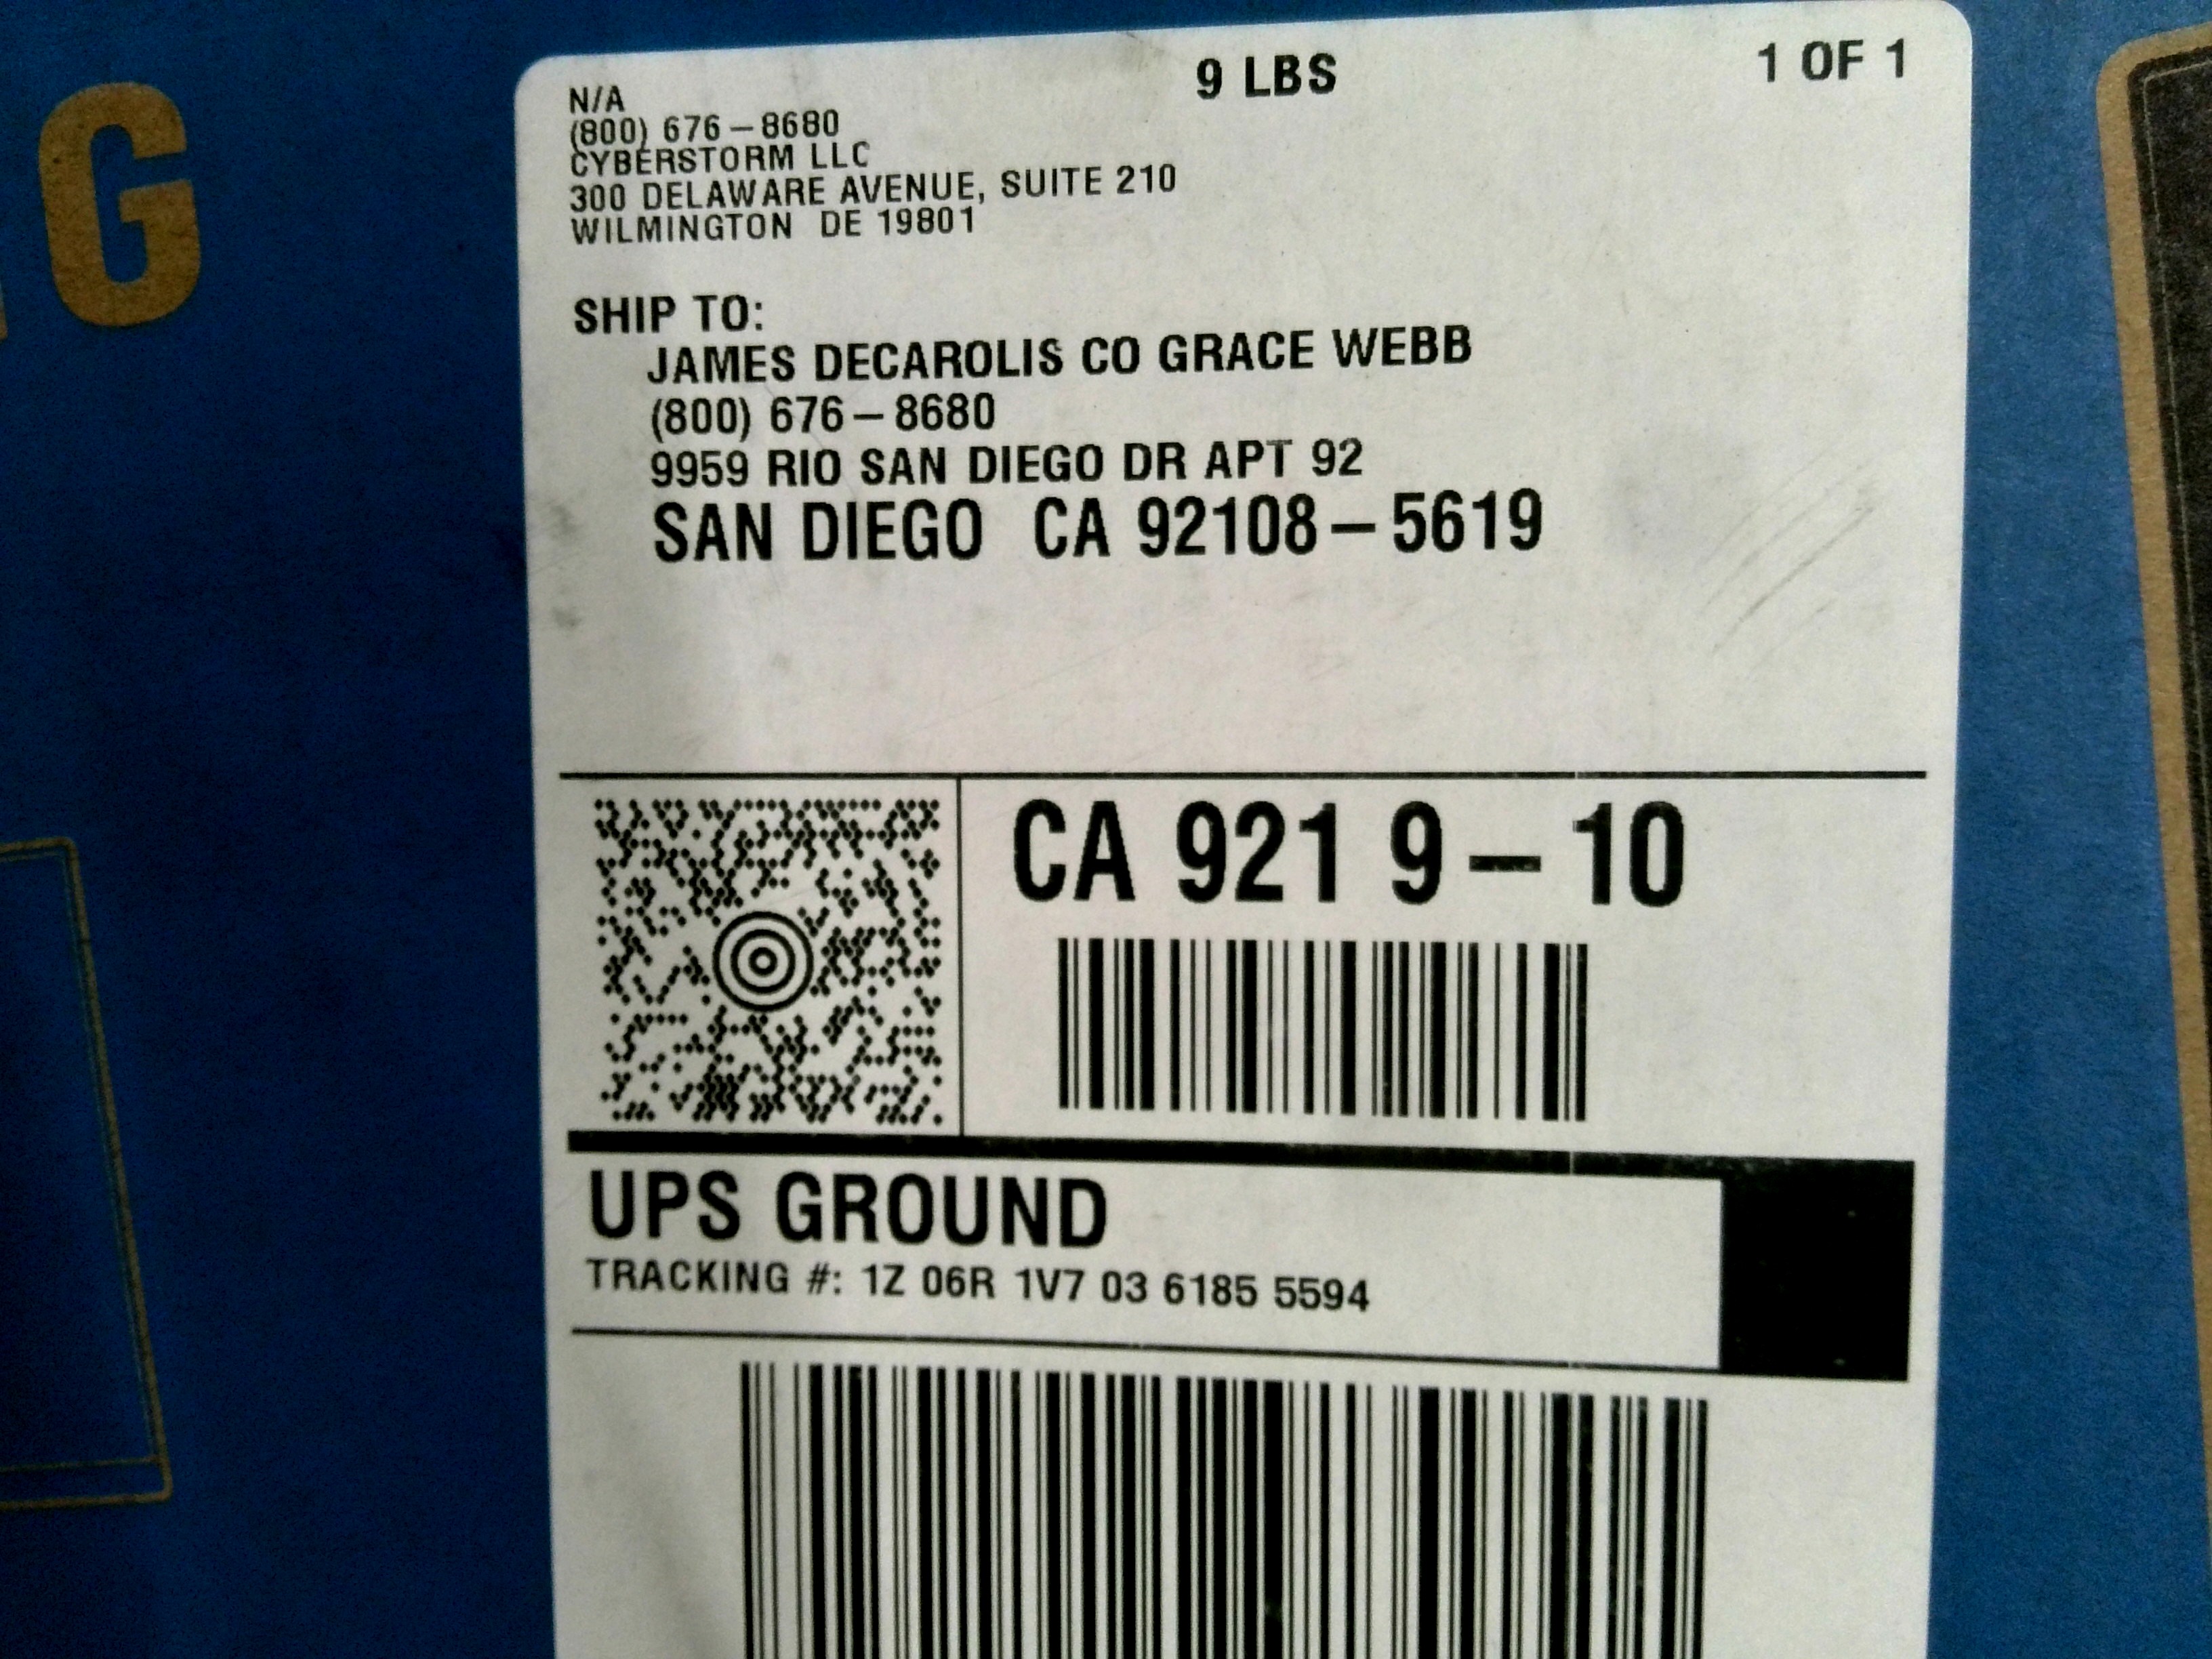 G
N/A
9 LBS
1 OF 1
(800) 676-8680
CYBERSTORM LLC
300 DELAWARE AVENUE, SUITE 210
WILMINGTON DE 19801
SHIP TO:
JAMES DECAROLIS CO GRACE WEBB
(800) 676-8680
9959 RIO SAN DIEGO DR APT 92
SAN DIEGO CA 92108-5619
CA 921 9-10
UPS GROUND
TRACKING #: 1Z 06R 1V7 03 6185 5594